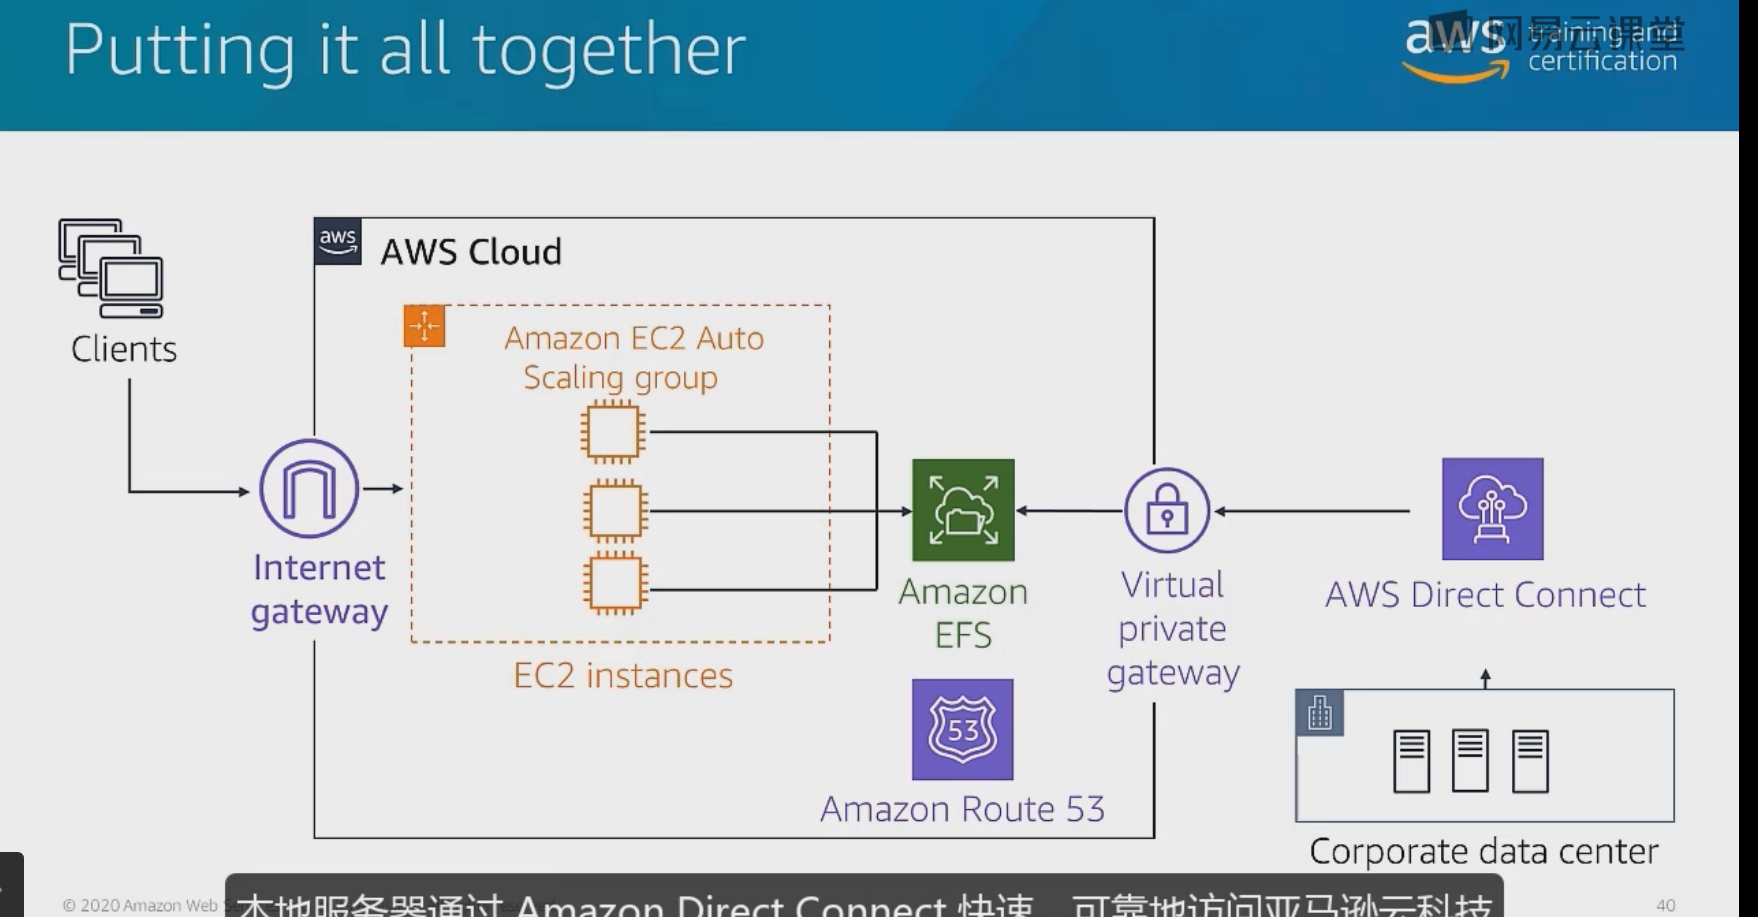 Putting it all together
aws
网易云课堂
training and
certification
aws
AWS Cloud
Clients
Amazon EC2 Auto
Scaling group
Internet
gateway
EC2 instances
Amazon
EFS
Virtual
private
gateway
AWS Direct Connect
53
Amazon Route 53
Corporate data center
© 2020 Amazon Web
本地服务器通过 Amazon Direct Connect 快速、可靠地访问亚马逊云科技
40